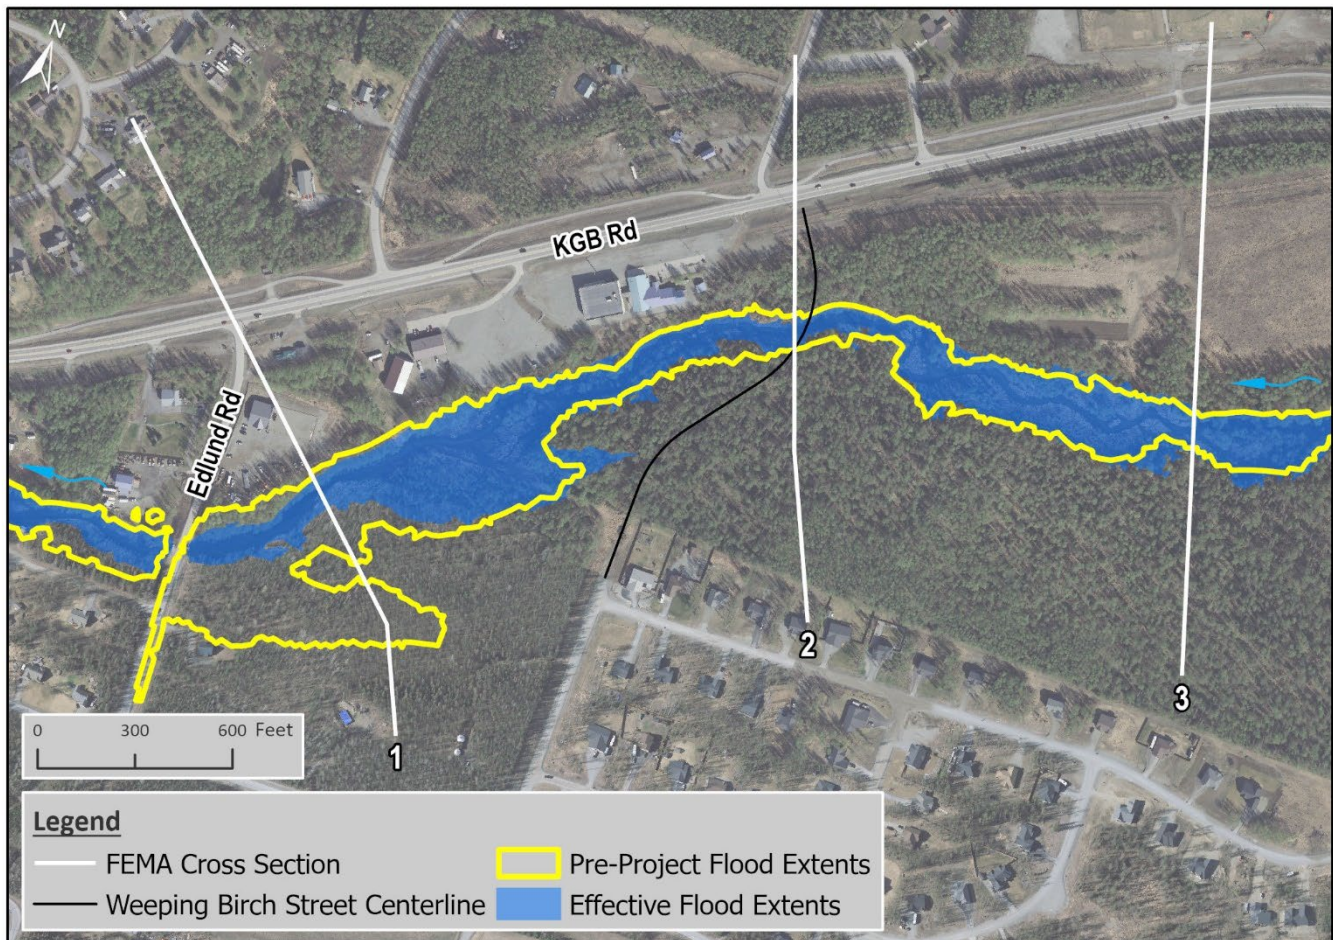 N
KGB Rd
Edlund Rd
1
2
3
0 300 600 Feet
Legend
FEMA Cross Section
Pre-Project Flood Extents
Weeping Birch Street Centerline
Effective Flood Extents